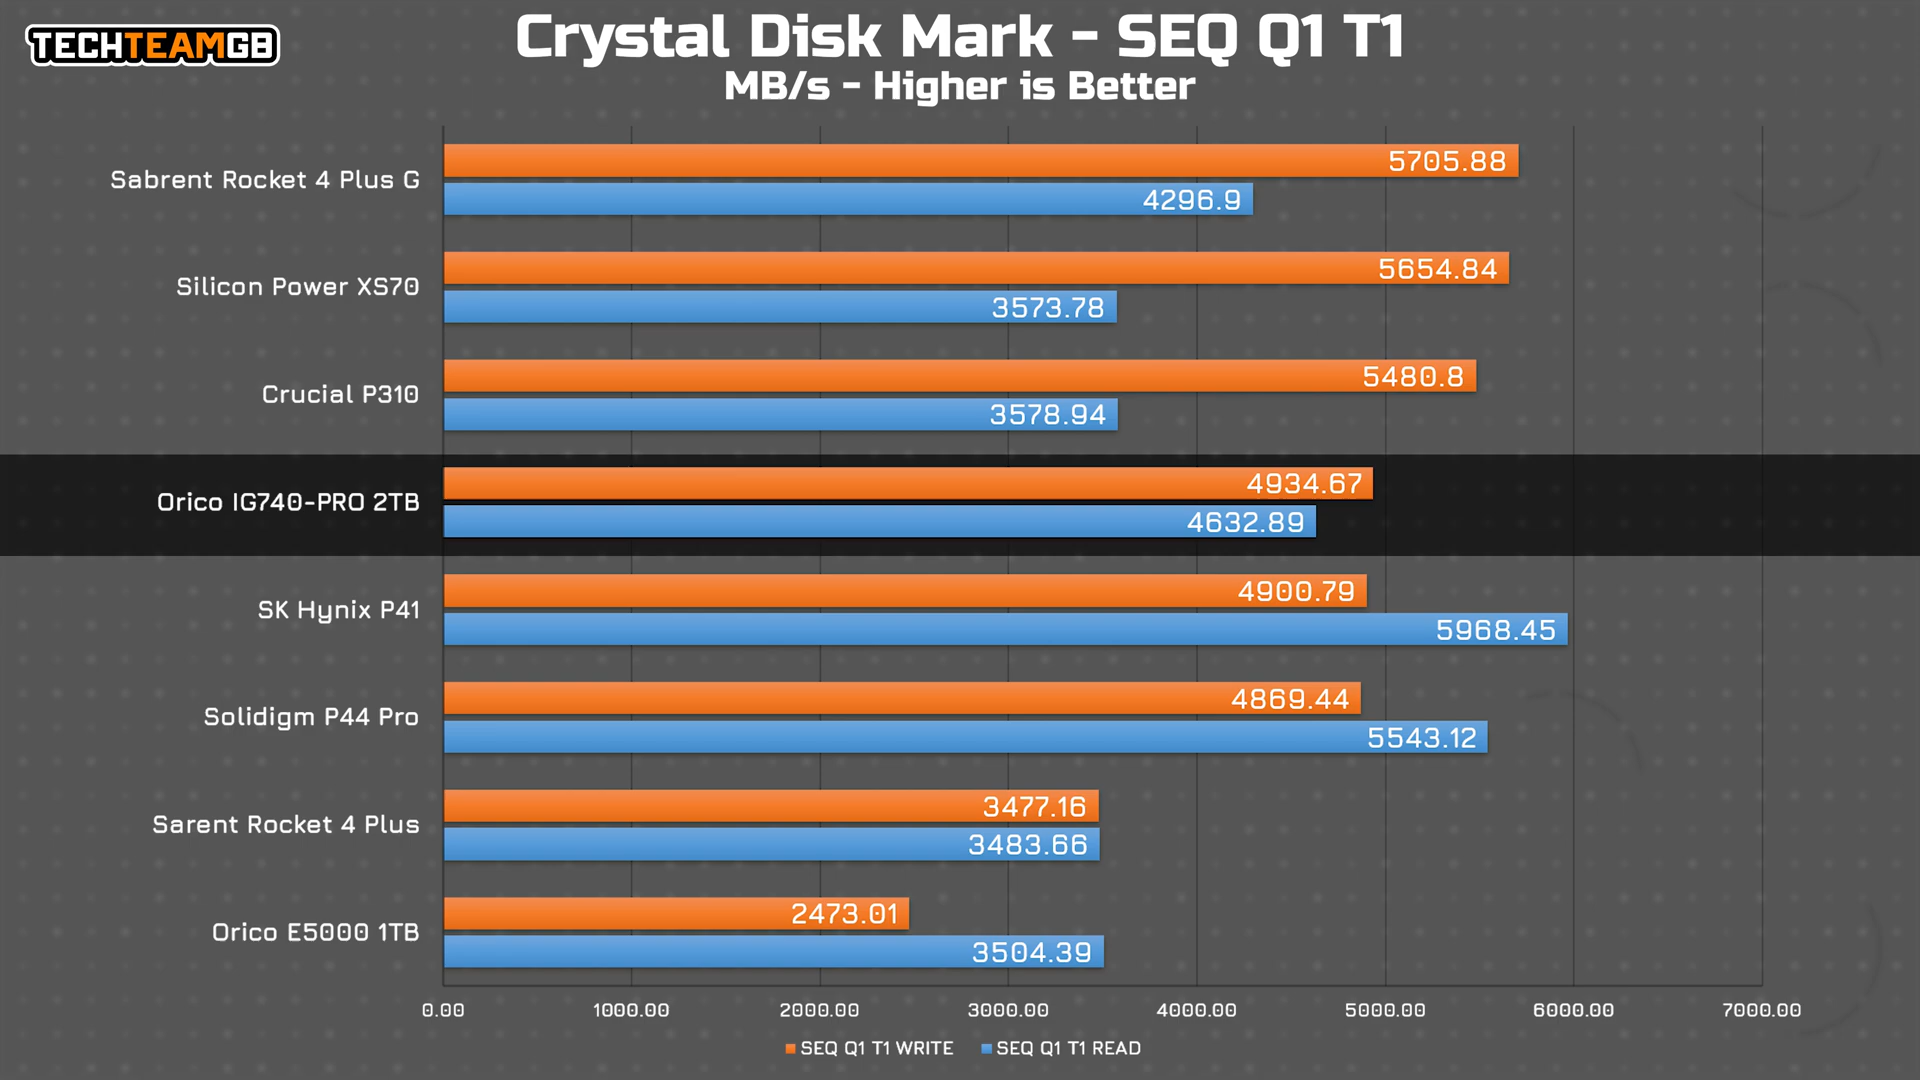 TECHTEAMGB
Crystal Disk Mark - SEQ Q1 T1
MB/s - Higher is Better
Sabrent Rocket 4 Plus G
5705.88
4296.9
Silicon Power XS70
5654.84
3573.78
Crucial P310
5480.8
3578.94
Orico IG740-PRO 2TB
4934.67
4632.89
SK Hynix P41
4900.79
5968.45
Solidigm P44 Pro
4869.44
5543.12
Sarent Rocket 4 Plus
3477.16
3483.66
Orico E5000 1TB
2473.01
3504.39
0.00 1000.00 2000.00 3000.00 4000.00 5000.00 6000.00 7000.00
SEQ Q1 T1 WRITE SEQ Q1 T1 READ